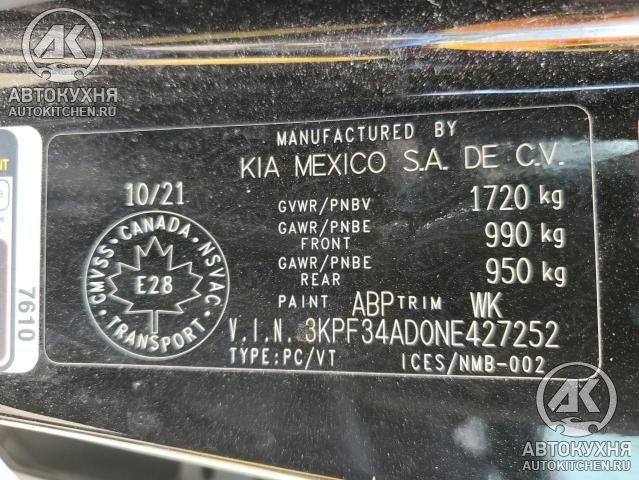 АК
АВТОКУХНЯ
AUTOKITCHEN.RU
MANUFACTURED BY
KIA MEXICO S.A. DE C.V.
10/21
GVWR/PNBV 1720 kg
GAWR/PNBE FRONT 990 kg
GAWR/PNBE REAR 950 kg
PAINT ABP TRIM WK
V.I.N. 3KPF34AD0NE427252
TYPE:PC/VT ICES/NMB-002
CMVSS·CANADA·NSVAC
E28
TRANSPORT
7610
АК
АВТОКУХНЯ
AUTOKITCHEN.RU